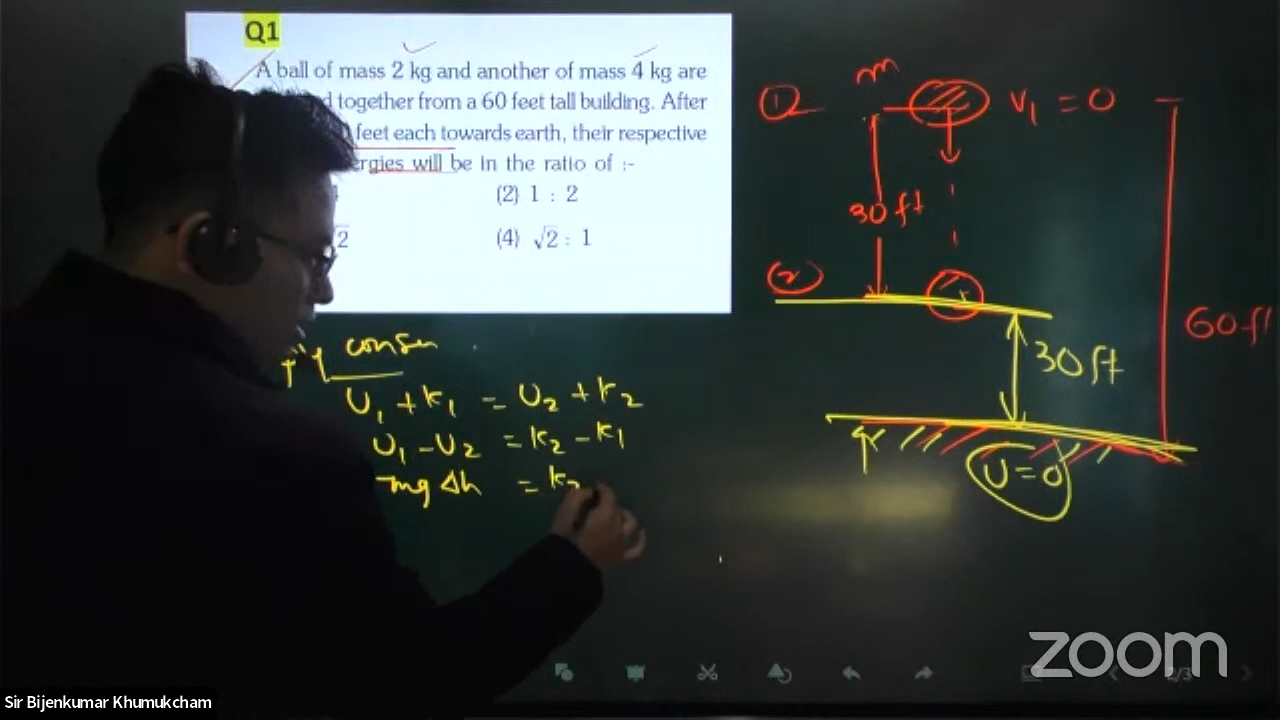 Q1
A ball of mass 2 kg and another of mass 4 kg are
together from a 60 feet tall building. After
feet each towards earth, their respective
will be in the ratio of :-
(2) 1 : 2
(4) √2 : 1
m
V₁ = 0
30 ft
60 ft
30 ft
U = 0
U₁ + K₁ = U₂ + K₂
U₁ - U₂ = K₂ - K₁
mg Δh = K₂
zoom
2/3
Sir Bijenkumar Khumukcham